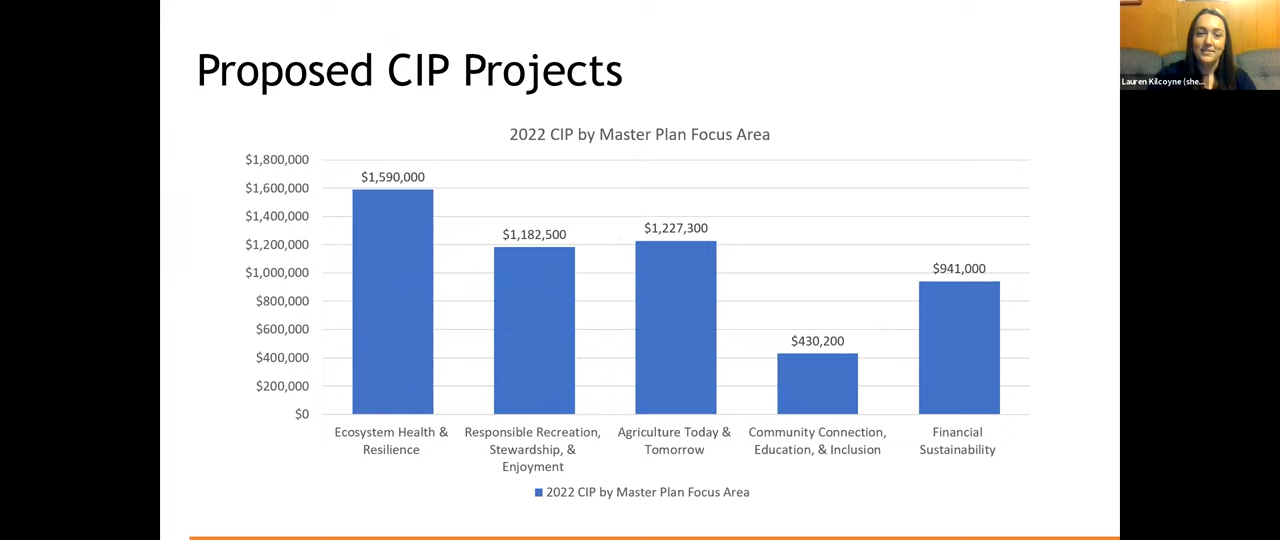 Proposed CIP Projects
Lauren Kilcoyne (she...
2022 CIP by Master Plan Focus Area
$1,800,000
$1,600,000
$1,400,000
$1,200,000
$1,000,000
$800,000
$600,000
$400,000
$200,000
$0
$1,590,000
$1,182,500
$1,227,300
$430,200
$941,000
Ecosystem Health &
Resilience
Responsible Recreation,
Stewardship, &
Enjoyment
Agriculture Today &
Tomorrow
Community Connection,
Education, & Inclusion
Financial
Sustainability
2022 CIP by Master Plan Focus Area